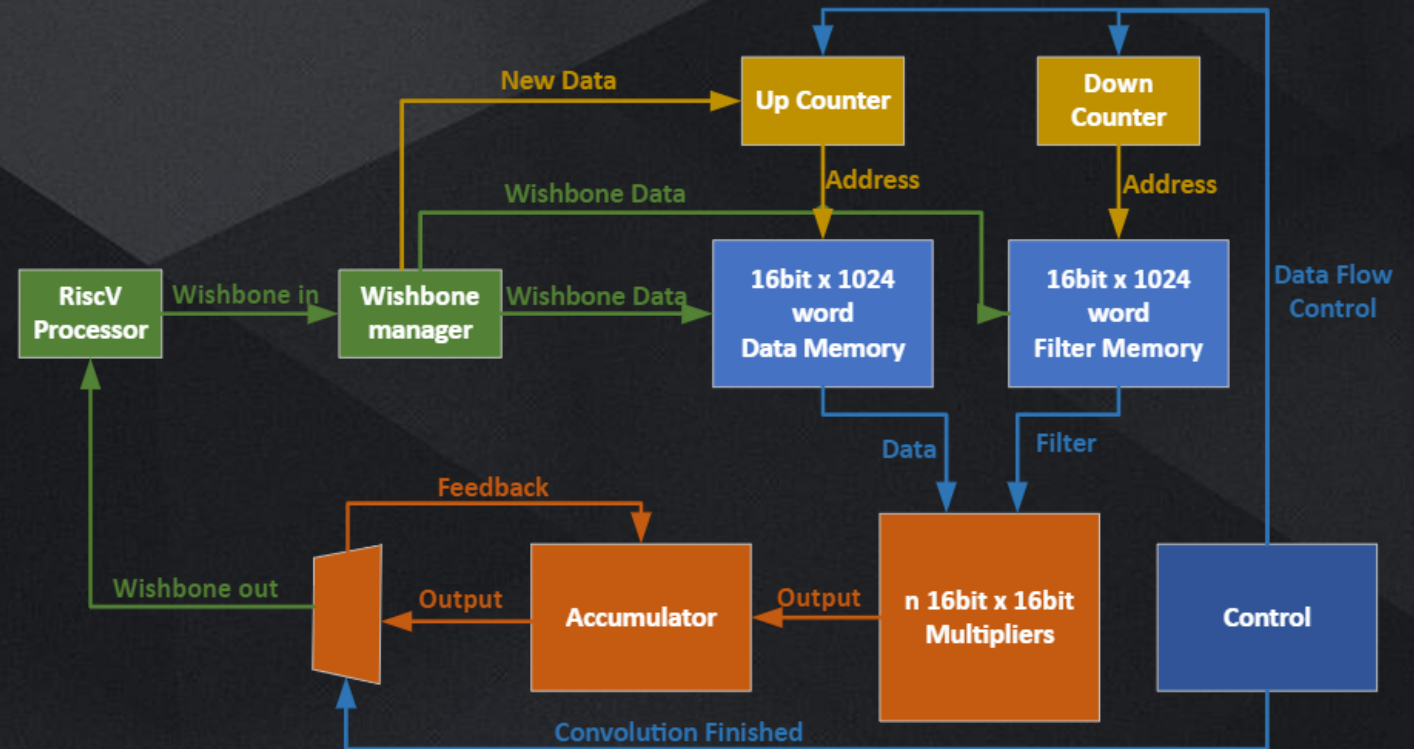 New Data
Up Counter
Down
Counter
Address
Address
Wishbone Data
RiscV
Processor
Wishbone in
Wishbone
manager
Wishbone Data
16bit x 1024
word
Data Memory
16bit x 1024
word
Filter Memory
Data Flow
Control
Data
Filter
Feedback
Wishbone out
Output
Accumulator
Output
n 16bit x 16bit
Multipliers
Control
Convolution Finished